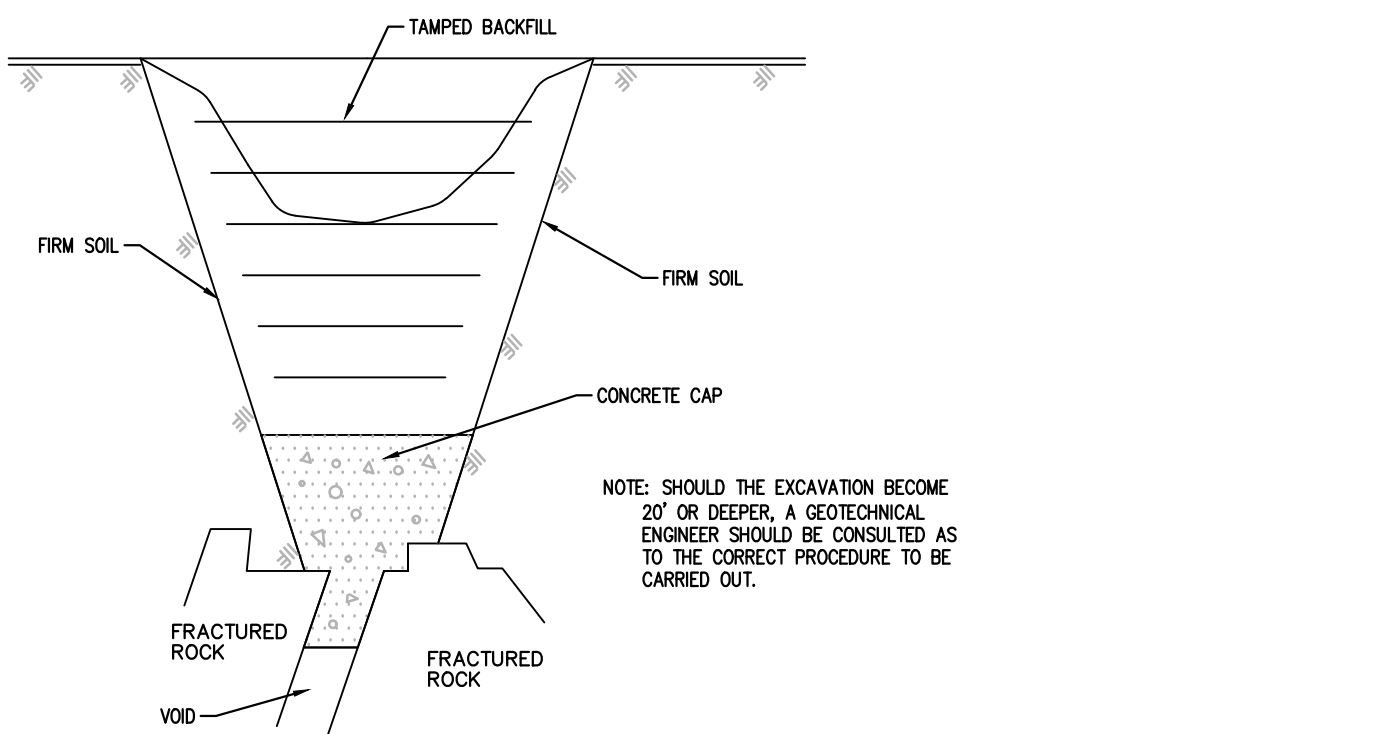 TAMPED BACKFILL
FIRM SOIL
FIRM SOIL
CONCRETE CAP
NOTE: SHOULD THE EXCAVATION BECOME
20' OR DEEPER, A GEOTECHNICAL
ENGINEER SHOULD BE CONSULTED AS
TO THE CORRECT PROCEDURE TO BE
CARRIED OUT.
FRACTURED
ROCK
FRACTURED
ROCK
VOID